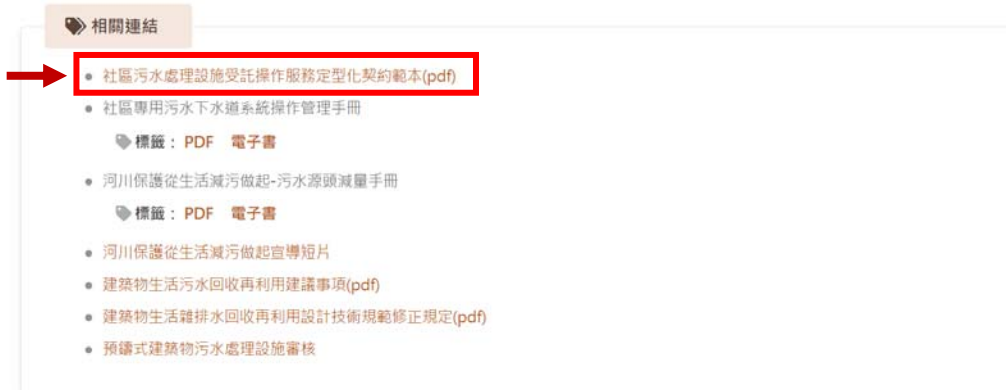 相關連結
社區污水處理設施受託操作服務定型化契約範本(pdf)
社區專用污水下水道系統操作管理手冊
標籤： PDF 電子書
河川保護從生活減污做起-污水源頭減量手冊
標籤： PDF 電子書
河川保護從生活減污做起宣導短片
建築物生活污水回收再利用建議事項(pdf)
建築物生活雜排水回收再利用設計技術規範修正規定(pdf)
預鑄式建築物污水處理設施審核